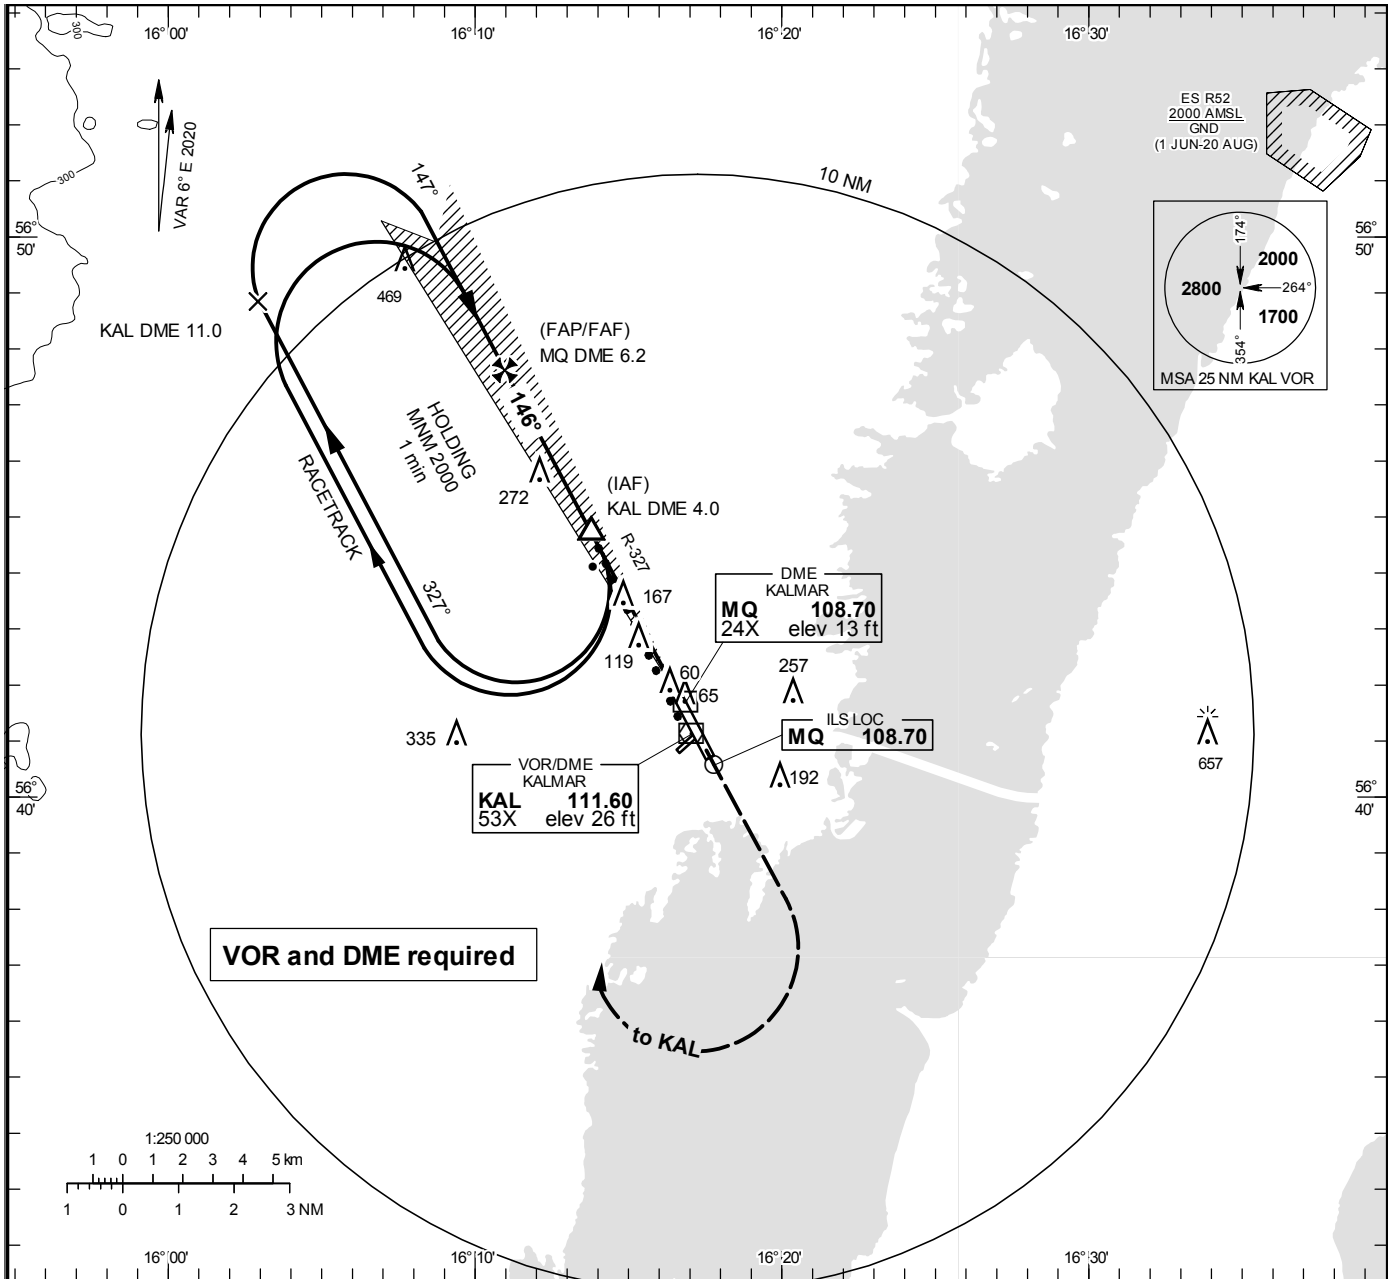 16° 00'
16° 10'
16° 20'
16° 30'
300
300
VAR 6° E 2020
ES R52
2000 AMSL
GND
(1 JUN-20 AUG)
10 NM
147°
56°
50'
56°
50'
174°
2000
2800
264°
1700
354°
MSA 25 NM KAL VOR
469
KAL DME 11.0
(FAP/FAF)
MQ DME 6.2
146°
HOLDING
MNM 2000
1 min
RACETRACK
272
(IAF)
KAL DME 4.0
R-327
327°
167
119
DME
KALMAR
MQ 108.70
24X elev 13 ft
60
65
257
335
ILS LOC
MQ 108.70
657
192
VOR/DME
KALMAR
KAL 111.60
53X elev 26 ft
56°
40'
56°
40'
VOR and DME required
to KAL
1:250 000
1 0 1 2 3 4 5 km
1 0 1 2 3 NM
16° 00'
16° 10'
16° 20'
16° 30'